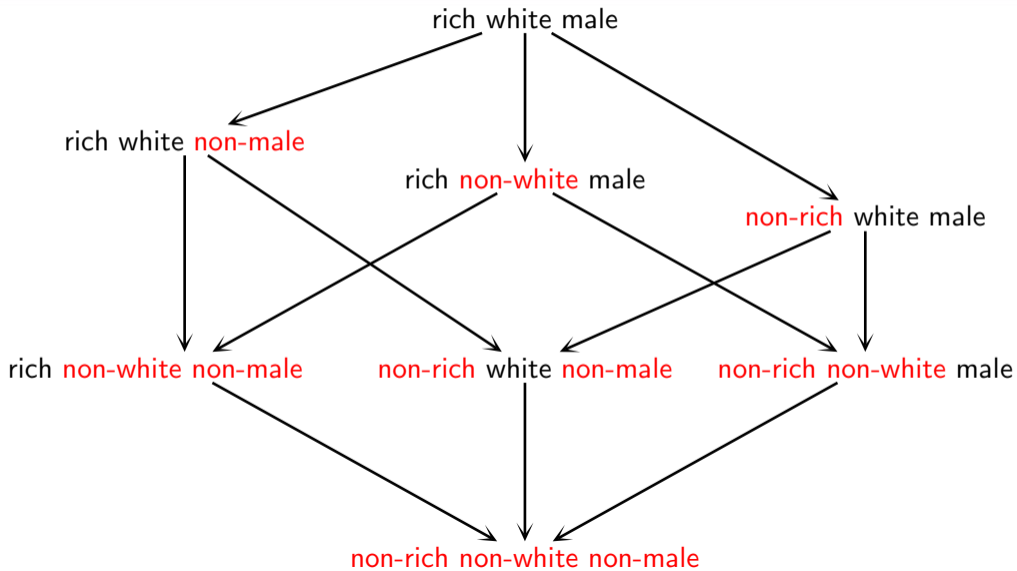 rich white male
rich white non-male
rich non-white male
non-rich white male
rich non-white non-male
non-rich white non-male
non-rich non-white male
non-rich non-white non-male